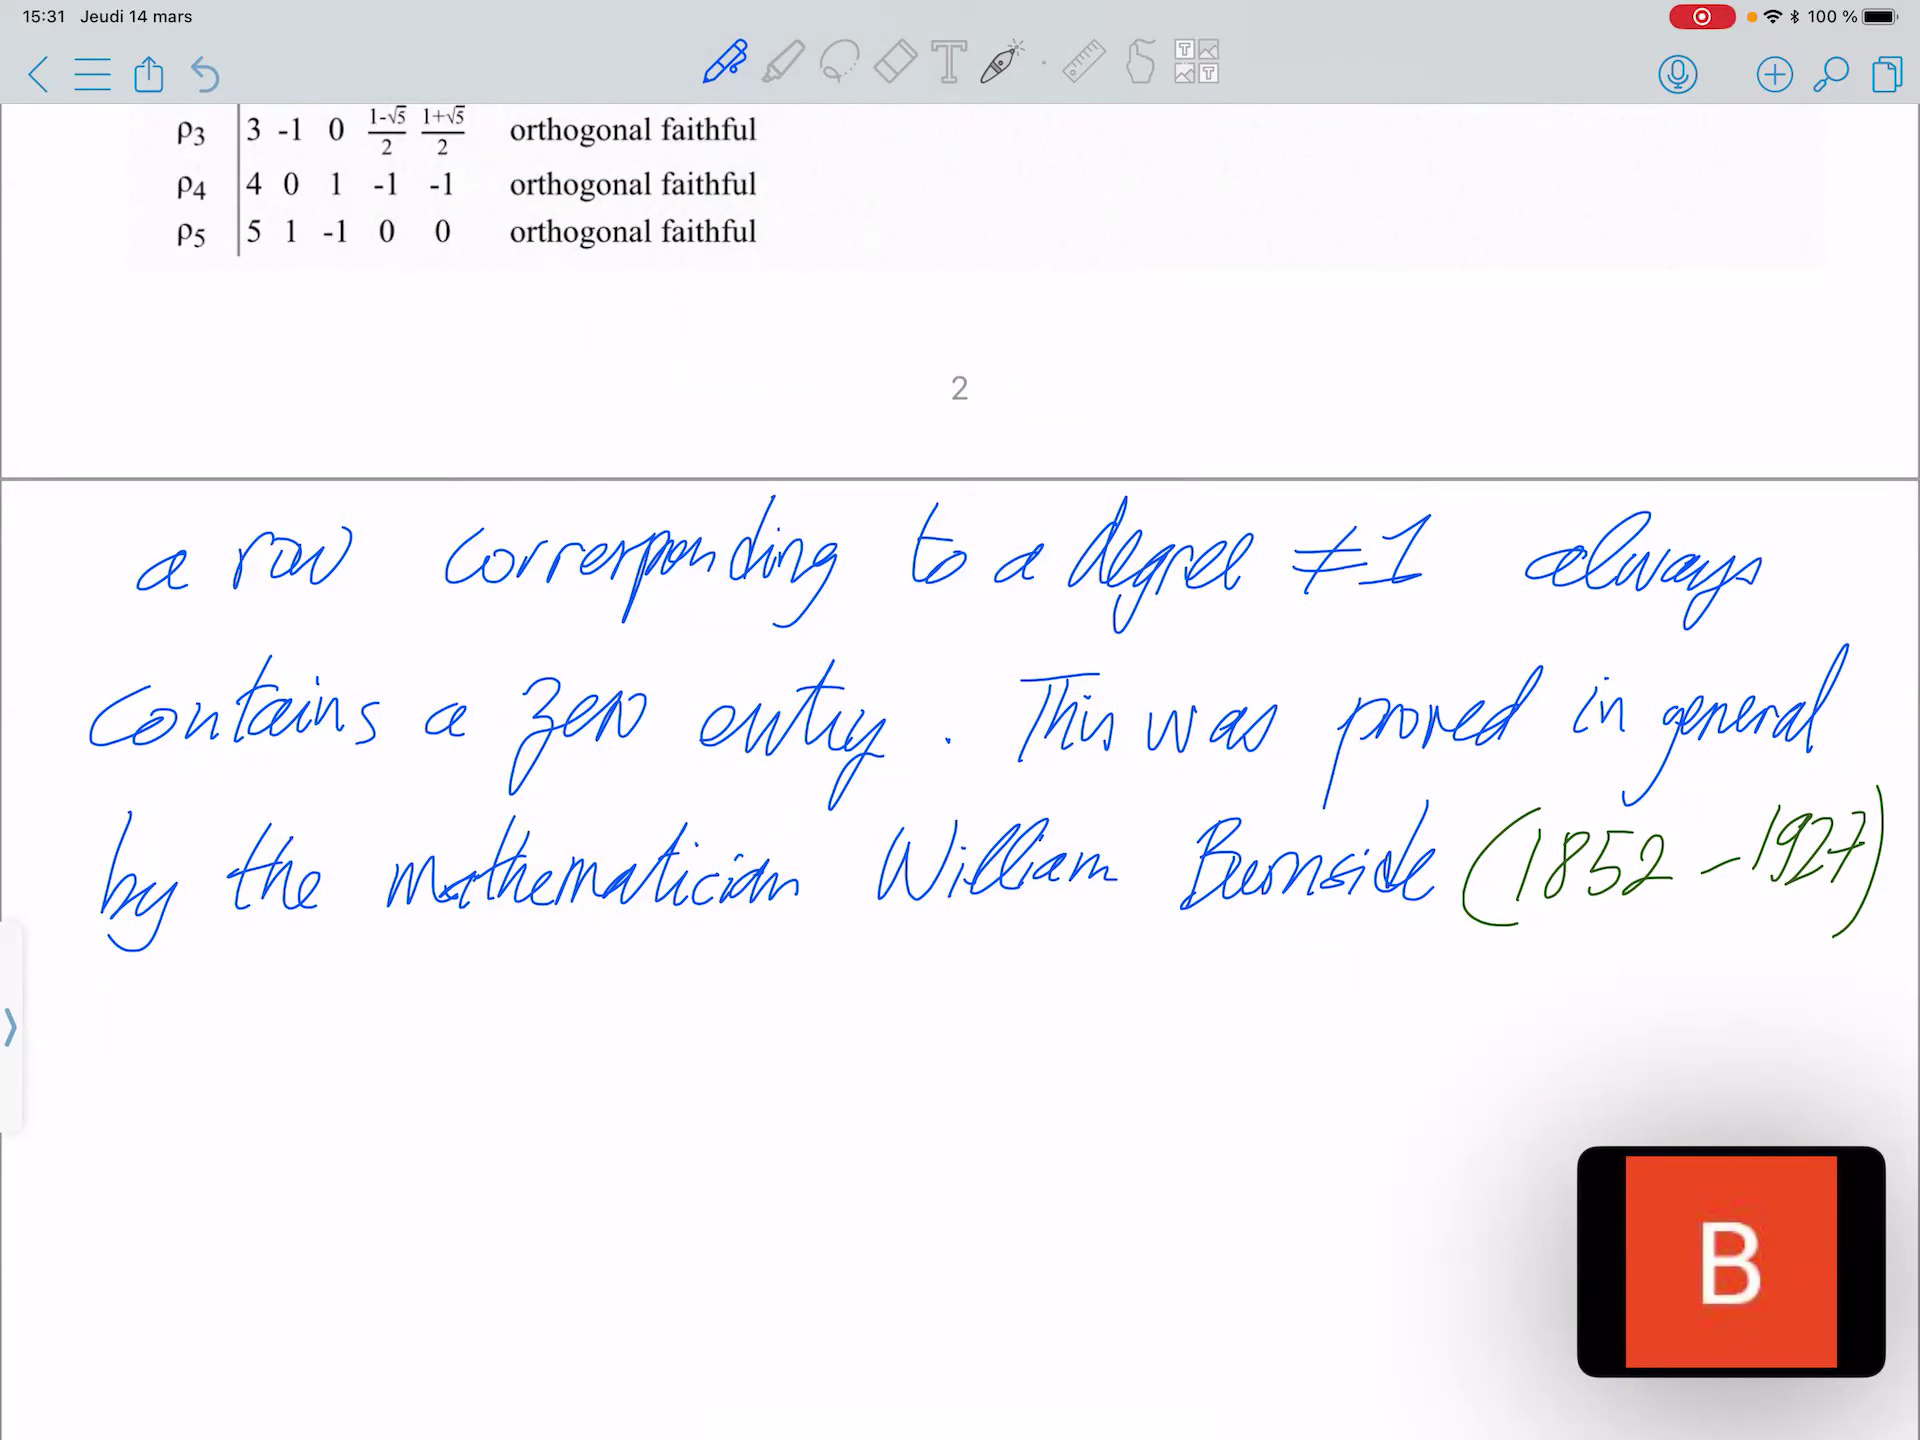 15:31 Jeudi 14 mars 100 %
ρ3 3 -1 0 1-√5/2 1+√5/2 orthogonal faithful
ρ4 4 0 1 -1 -1 orthogonal faithful
ρ5 5 1 -1 0 0 orthogonal faithful
2
a row corresponding to a degree ≠1 always
contains a zero entry. This was proved in general
by the mathematician William Burnside (1852-1927)
B